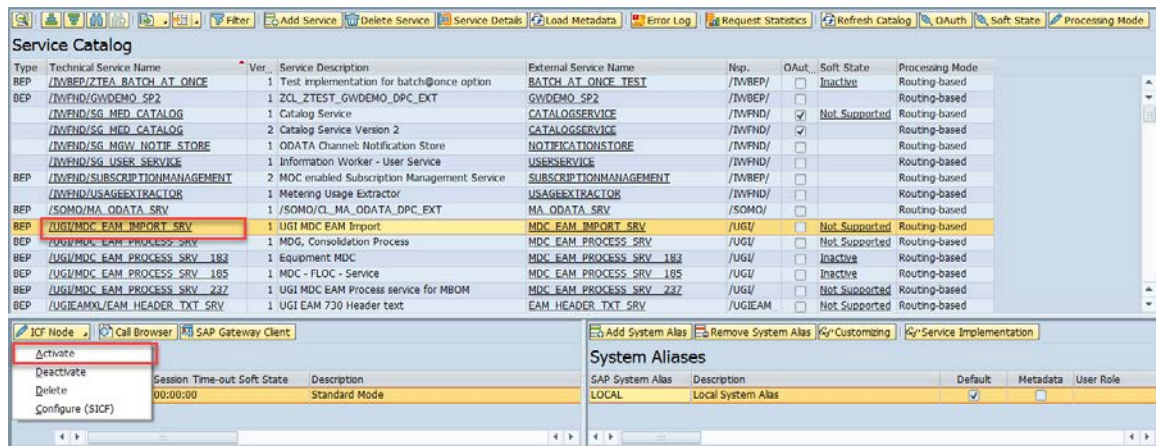 Filter Add Service Delete Service Service Details Load Metadata Error Log Request Statistics Refresh Catalog OAuth Soft State Processing Mode
Service Catalog
Type Technical Service Name Ver... Service Description External Service Name Nsp. OAut... Soft State Processing Mode
BEP /IWBEP/ZTEA_BATCH_AT_ONCE 1 Test implementation for batch@once option BATCH_AT_ONCE_TEST /IWBEP/ Inactive Routing-based
BEP /IWFND/GWDEMO_SP2 1 ZCL_ZTEST_GWDEMO_DPC_EXT GWDEMO_SP2 /IWBEP/ Routing-based
/IWFND/SG_MED_CATALOG 1 Catalog Service CATALOGSERVICE /IWFND/ Not Supported Routing-based
/IWFND/SG_MED_CATALOG 2 Catalog Service Version 2 CATALOGSERVICE /IWFND/ Routing-based
/IWFND/SG_MGW_NOTIF_STORE 1 ODATA Channel: Notification Store NOTIFICATIONSTORE /IWFND/ Routing-based
/IWFND/SG_USER_SERVICE 1 Information Worker - User Service USERSERVICE /IWFND/ Routing-based
BEP /IWFND/SUBSCRIPTIONMANAGEMENT 2 MOC enabled Subscription Management Service SUBSCRIPTIONMANAGEMENT /IWBEP/ Routing-based
/IWFND/USAGEEXTRACTOR 1 Metering Usage Extractor USAGEEXTRACTOR /IWFND/ Routing-based
BEP /SOMO/MA_ODATA_SRV 1 /SOMO/CL_MA_ODATA_DPC_EXT MA_ODATA_SRV /SOMO/ Routing-based
BEP /UGI/MDC_EAM_IMPORT_SRV 1 UGI MDC EAM Import MDC_EAM_IMPORT_SRV /UGI/ Not Supported Routing-based
BEP /UGI/MDC_EAM_PROCESS_SRV 1 MDG, Consolidation Process MDC_EAM_PROCESS_SRV /UGI/ Not Supported Routing-based
BEP /UGI/MDC_EAM_PROCESS_SRV__183 1 Equipment MDC MDC_EAM_PROCESS_SRV__183 /UGI/ Inactive Routing-based
BEP /UGI/MDC_EAM_PROCESS_SRV__185 1 MDC - FLOC - Service MDC_EAM_PROCESS_SRV__185 /UGI/ Inactive Routing-based
BEP /UGI/MDC_EAM_PROCESS_SRV__237 1 UGI MDC EAM Process service for MBOM MDC_EAM_PROCESS_SRV__237 /UGI/ Not Supported Routing-based
BEP /UGIEAMXL/EAM_HEADER_TXT_SRV 1 UGI EAM 730 Header text EAM_HEADER_TXT_SRV /UGIEAM... Not Supported Routing-based
ICF Node Call Browser SAP Gateway Client Add System Alias Remove System Alias Customizing Service Implementation
Activate
Deactivate
Delete
Configure (SICF)
Session Time-out Soft State Description
00:00:00 Standard Mode
System Aliases
SAP System Alias Description Default Metadata User Role
LOCAL Local System Alias